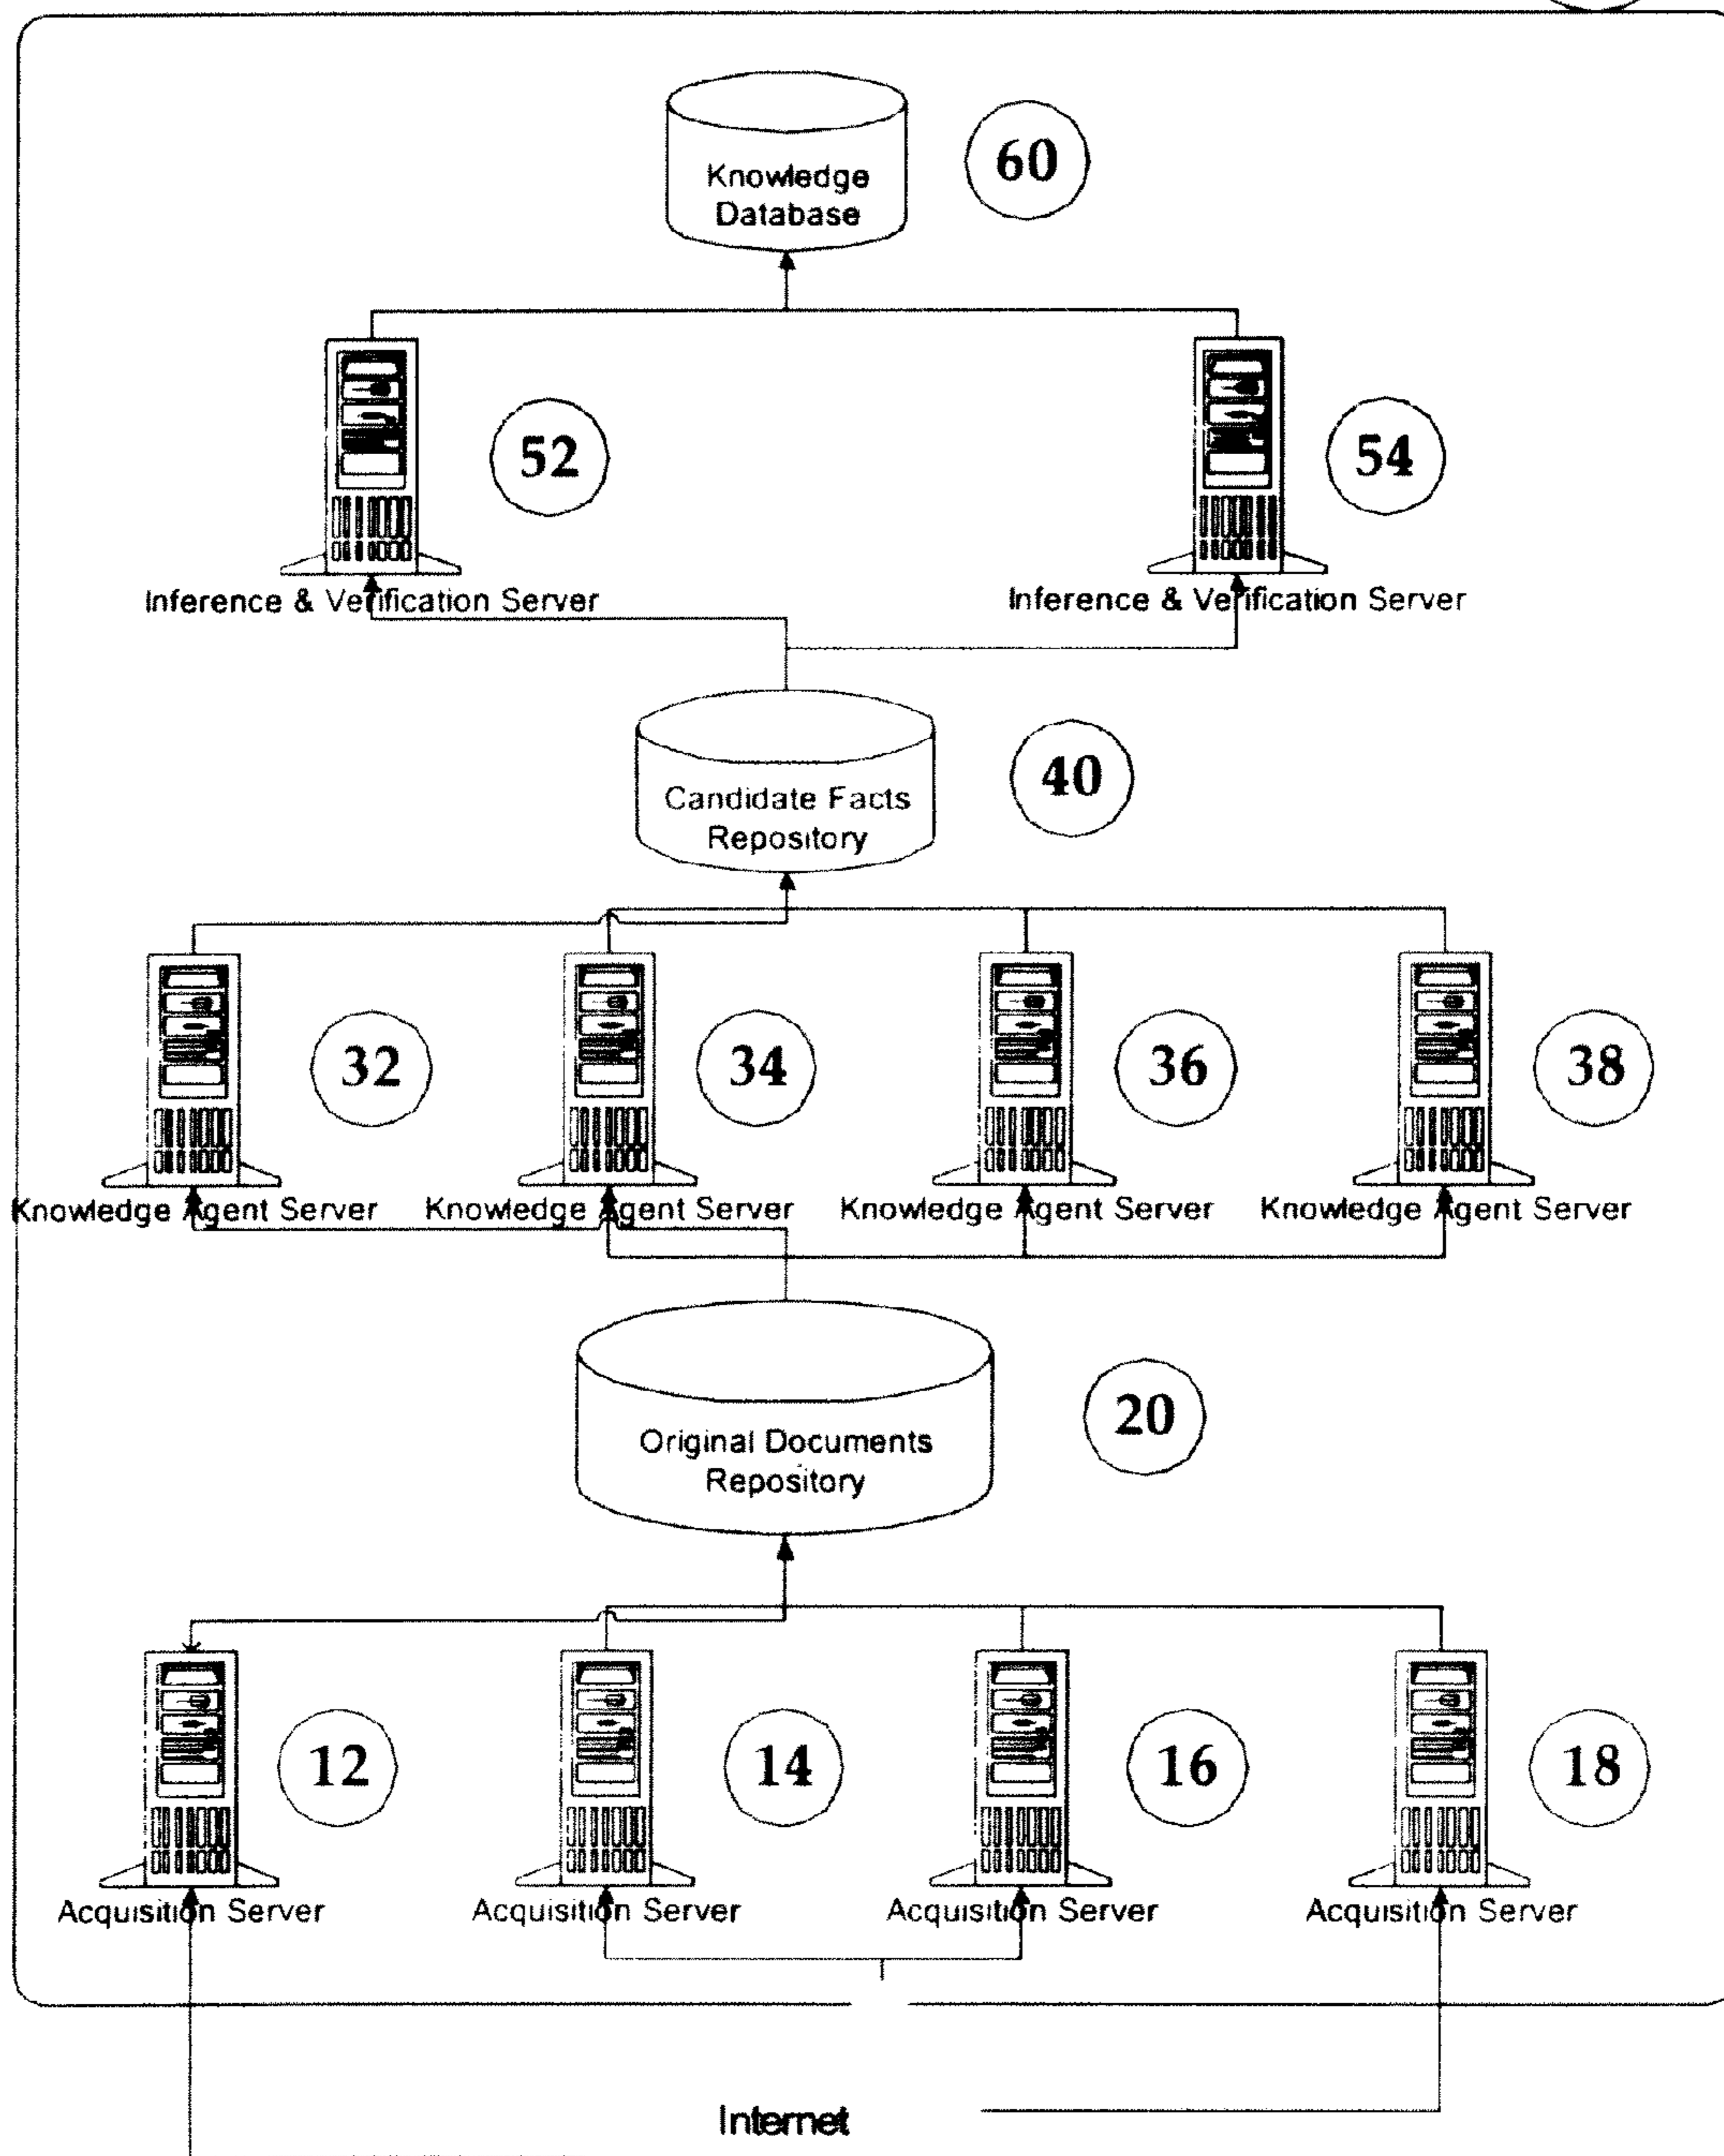 Knowledge
Database
60
52
54
Inference & Verification Server
Inference & Verification Server
Candidate Facts
Repository
40
32
34
36
38
Knowledge Agent Server
Knowledge Agent Server
Knowledge Agent Server
Knowledge Agent Server
Original Documents
Repository
20
12
14
16
18
Acquisition Server
Acquisition Server
Acquisition Server
Acquisition Server
Internet